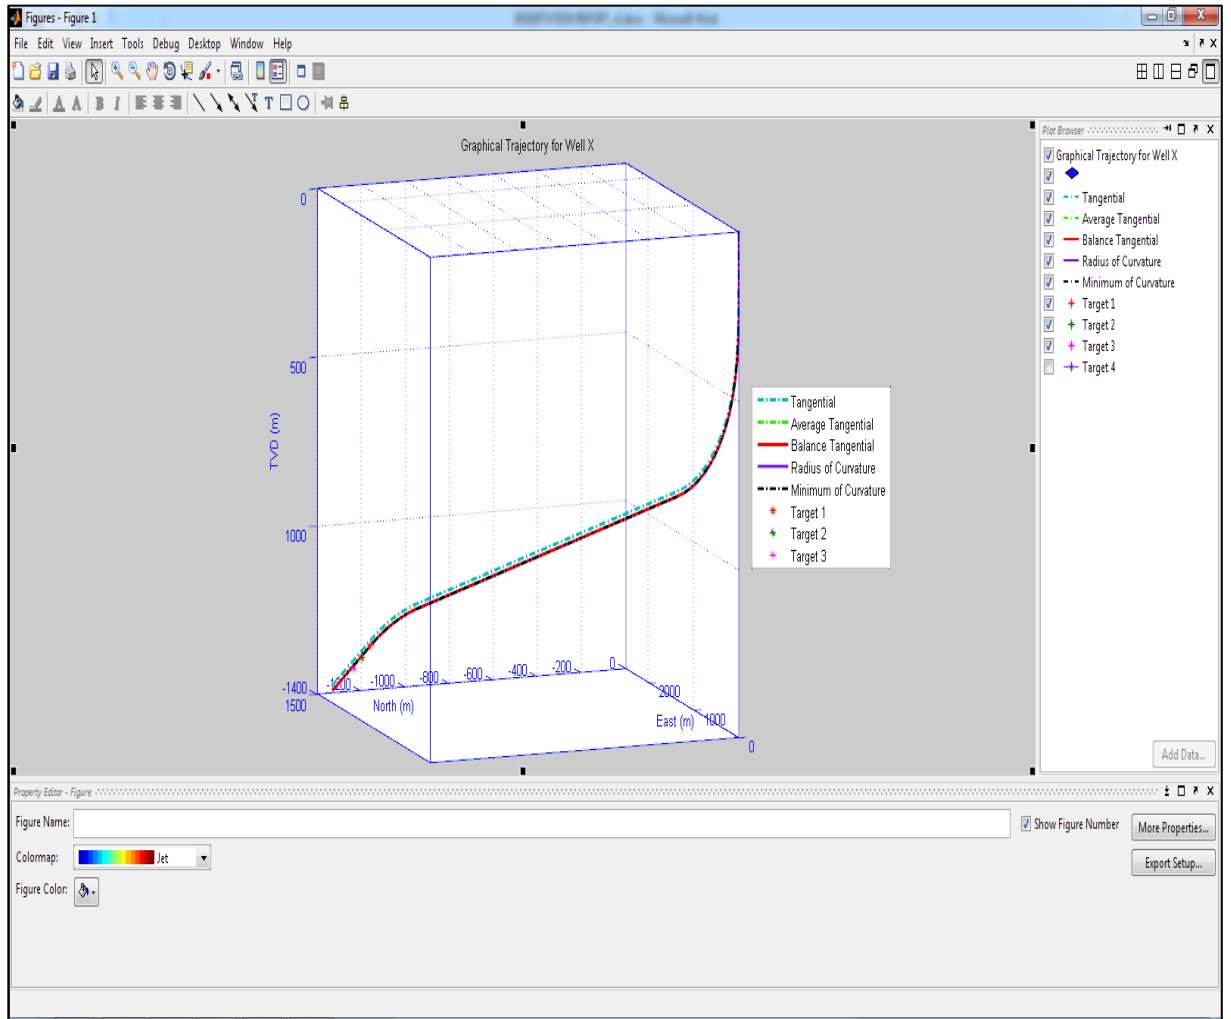 Figures - Figure 1
File Edit View Insert Tools Debug Desktop Window Help
Plot Browser
Graphical Trajectory for Well X
Tangential
Average Tangential
Balance Tangential
Radius of Curvature
Minimum of Curvature
Target 1
Target 2
Target 3
Target 4
Add Data...
Graphical Trajectory for Well X
0
500
1000
1500
TVD (m)
-1400
-1200
-1000
-800
-600
-400
-200
0
North (m)
2000
1000
0
East (m)
Tangential
Average Tangential
Balance Tangential
Radius of Curvature
Minimum of Curvature
Target 1
Target 2
Target 3
Property Editor - Figure
Figure Name:
Show Figure Number
More Properties...
Colormap:
Jet
Export Setup...
Figure Color: